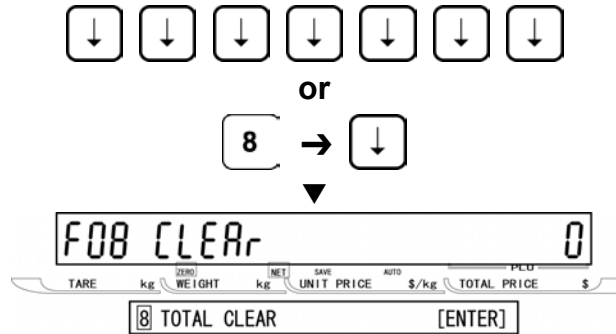 ↓ ↓ ↓ ↓ ↓ ↓ ↓
or
8 ➔ ↓
▼
F08 CLEAr 0
ZERO NET SAVE AUTO PLU
TARE kg WEIGHT kg UNIT PRICE $/kg TOTAL PRICE $
8 TOTAL CLEAR [ENTER]